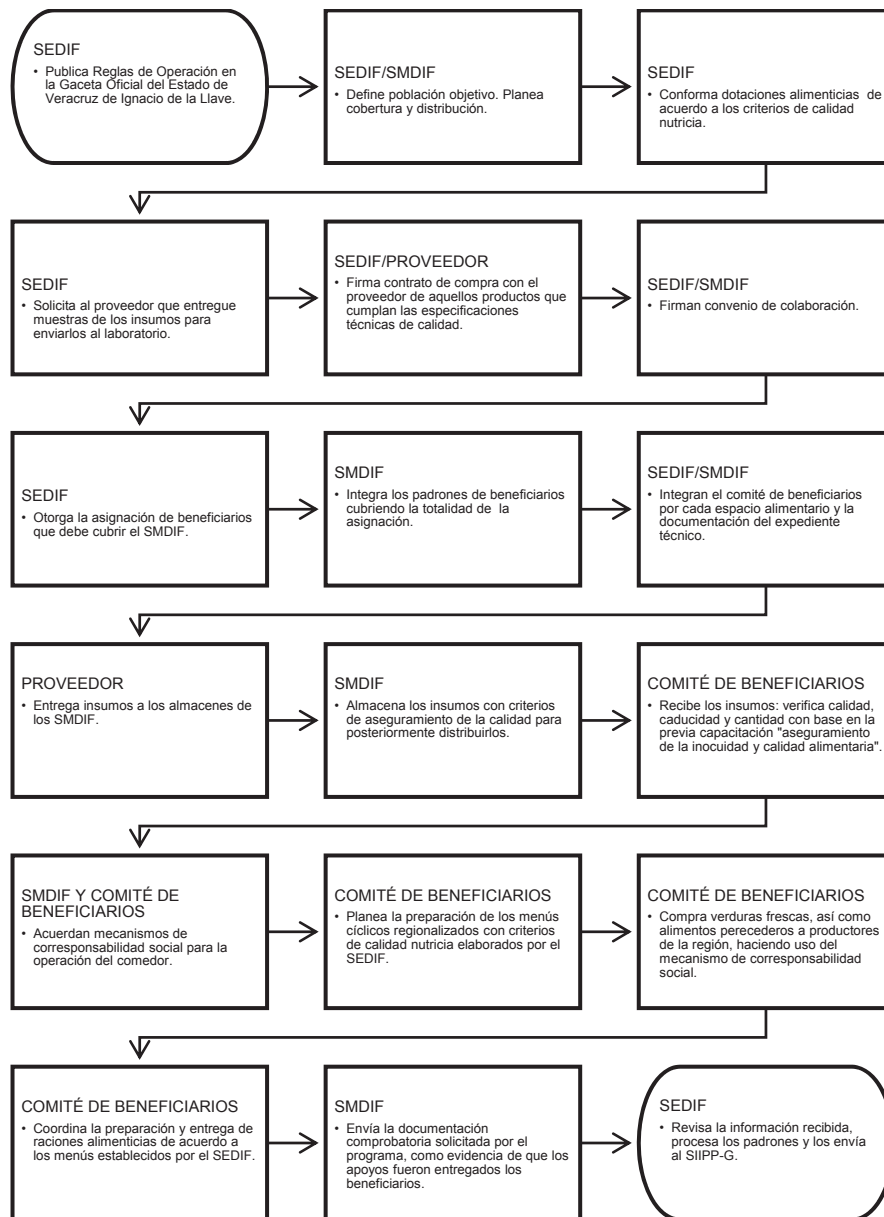 SEDIF
• Publica Reglas de Operación en
la Gaceta Oficial del Estado de
Veracruz de Ignacio de la Llave.
SEDIF/SMDIF
• Define población objetivo. Planea
cobertura y distribución.
SEDIF
• Conforma dotaciones alimenticias de
acuerdo a los criterios de calidad
nutricia.
SEDIF
• Solicita al proveedor que entregue
muestras de los insumos para
enviarlos al laboratorio.
SEDIF/PROVEEDOR
• Firma contrato de compra con el
proveedor de aquellos productos que
cumplan las especificaciones
técnicas de calidad.
SEDIF/SMDIF
• Firman convenio de colaboración.
SEDIF
• Otorga la asignación de beneficiarios
que debe cubrir el SMDIF.
SMDIF
• Integra los padrones de beneficiarios
cubriendo la totalidad de la
asignación.
SEDIF/SMDIF
• Integran el comité de beneficiarios
por cada espacio alimentario y la
documentación del expediente
técnico.
PROVEEDOR
• Entrega insumos a los almacenes de
los SMDIF.
SMDIF
• Almacena los insumos con criterios
de aseguramiento de la calidad para
posteriormente distribuirlos.
COMITÉ DE BENEFICIARIOS
• Recibe los insumos: verifica calidad,
caducidad y cantidad con base en la
previa capacitación "aseguramiento
de la inocuidad y calidad alimentaria".
SMDIF Y COMITÉ DE
BENEFICIARIOS
• Acuerdan mecanismos de
corresponsabilidad social para la
operación del comedor.
COMITÉ DE BENEFICIARIOS
• Planea la preparación de los menús
cíclicos regionalizados con criterios
de calidad nutricia elaborados por el
SEDIF.
COMITÉ DE BENEFICIARIOS
• Compra verduras frescas, así como
alimentos perecederos a productores
de la región, haciendo uso del
mecanismo de corresponsabilidad
social.
COMITÉ DE BENEFICIARIOS
• Coordina la preparación y entrega de
raciones alimenticias de acuerdo a
los menús establecidos por el SEDIF.
SMDIF
• Envía la documentación
comprobatoria solicitada por el
programa, como evidencia de que los
apoyos fueron entregados los
beneficiarios.
SEDIF
• Revisa la información recibida,
procesa los padrones y los envía
al SIIPP-G.